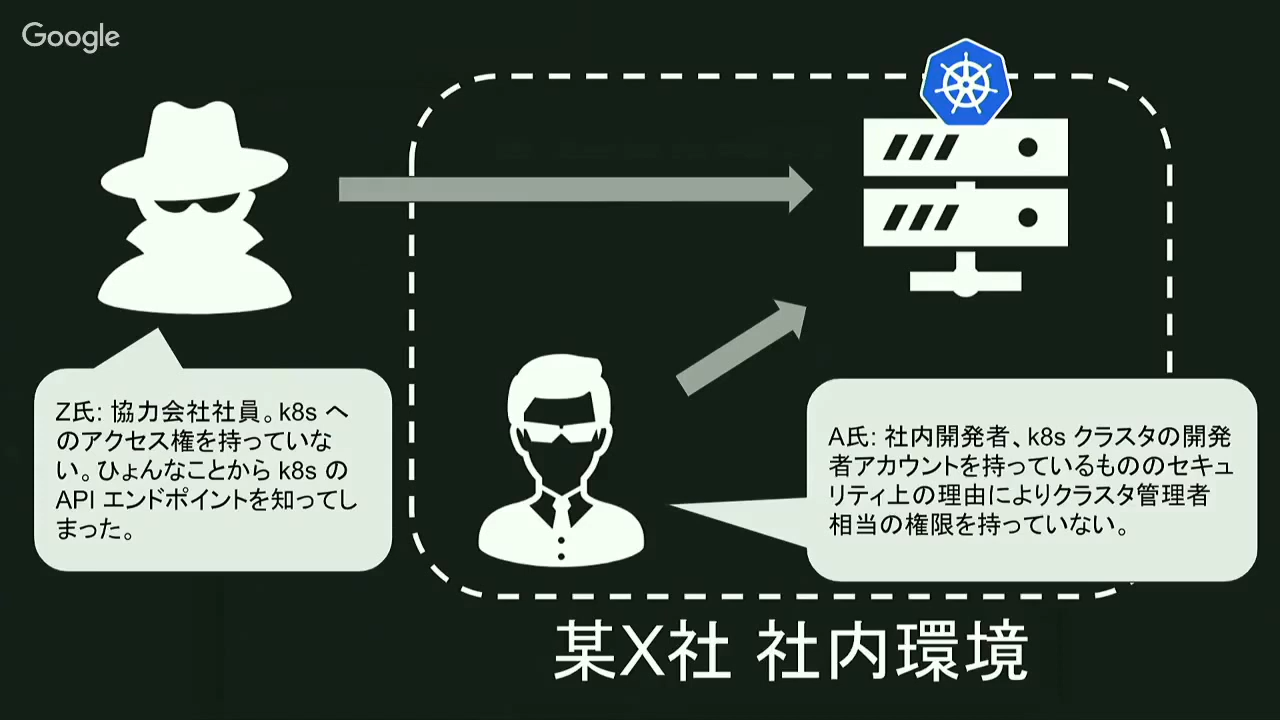 Google
Z氏: 協力会社社員。k8s へ
のアクセス権を持っていな
い。ひょんなことから k8s の
API エンドポイントを知ってし
まった。
A氏: 社内開発者、k8s クラスタの開発
者アカウントを持っているもののセキュ
リティ上の理由によりクラスタ管理者
相当の権限を持っていない。
某X社 社内環境